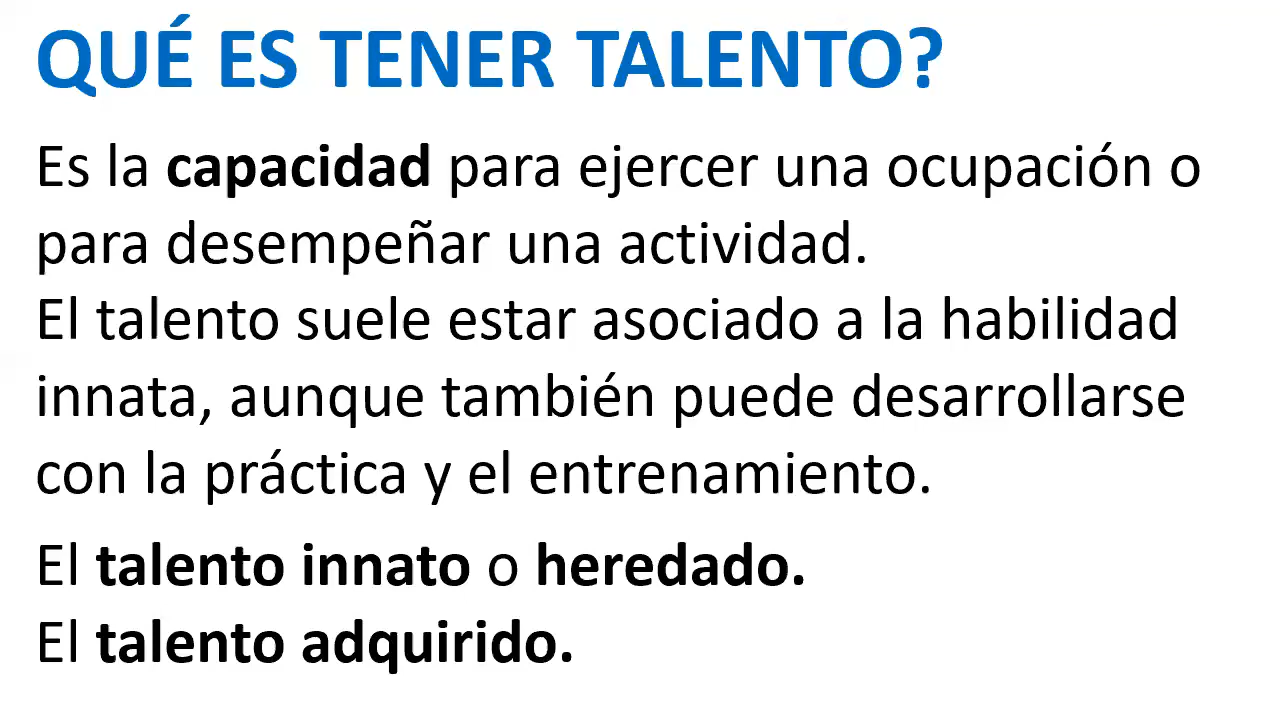 QUÉ ES TENER TALENTO?
Es la capacidad para ejercer una ocupación o
para desempeñar una actividad.
El talento suele estar asociado a la habilidad
innata, aunque también puede desarrollarse
con la práctica y el entrenamiento.
El talento innato o heredado.
El talento adquirido.